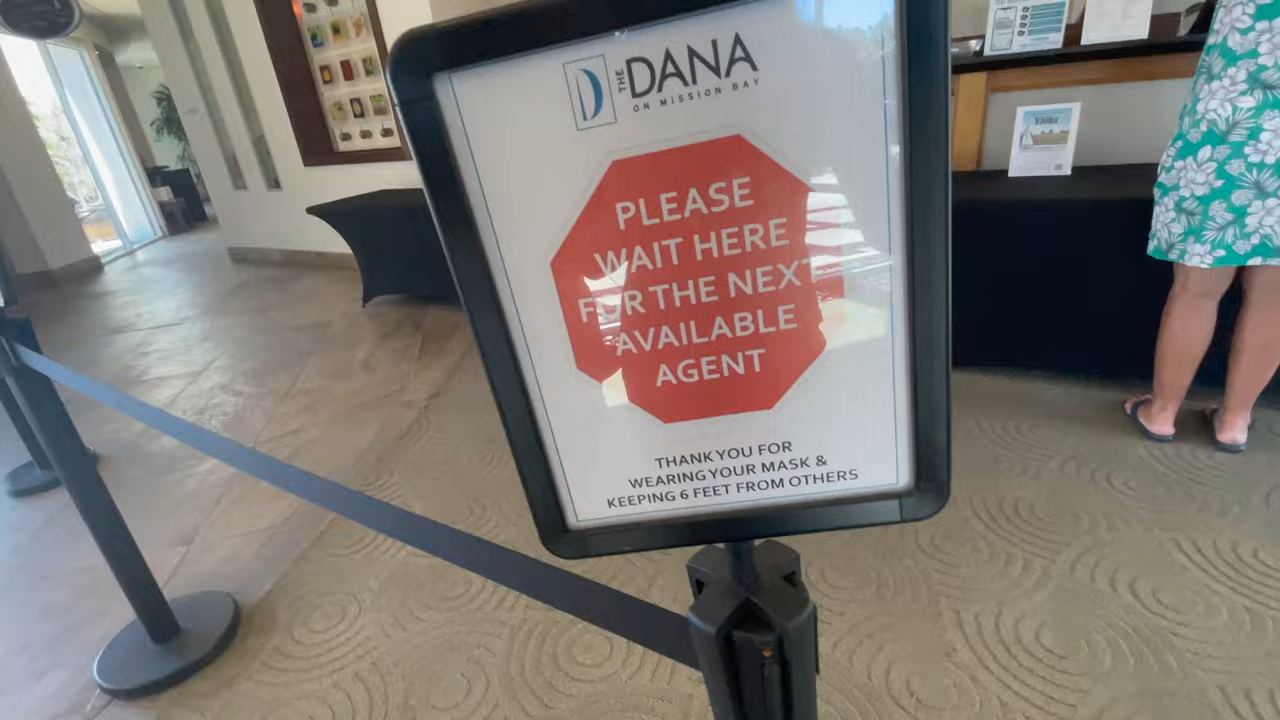 THE DANA
ON MISSION BAY
PLEASE
WAIT HERE
FOR THE NEXT
AVAILABLE
AGENT
THANK YOU FOR
WEARING YOUR MASK &
KEEPING 6 FEET FROM OTHERS